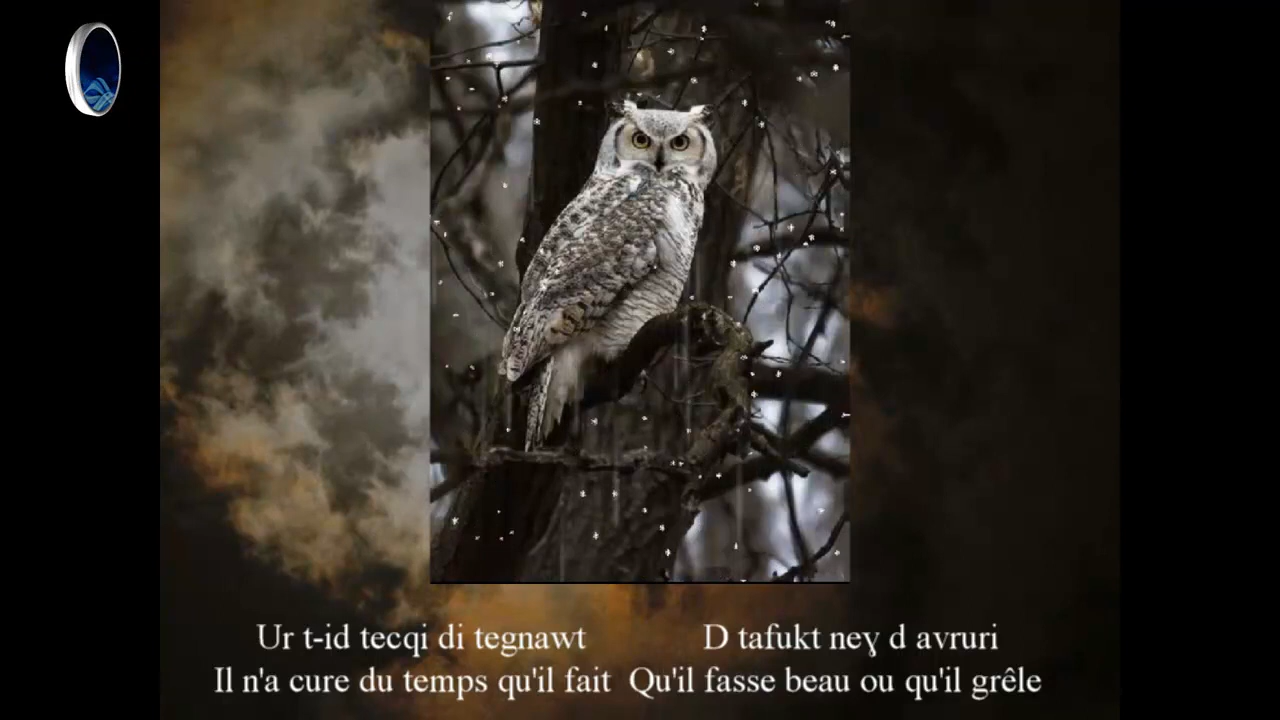 Ur t-id tecqi di tegnawt D tafukt neɣ d avruri
Il n'a cure du temps qu'il fait Qu'il fasse beau ou qu'il grêle